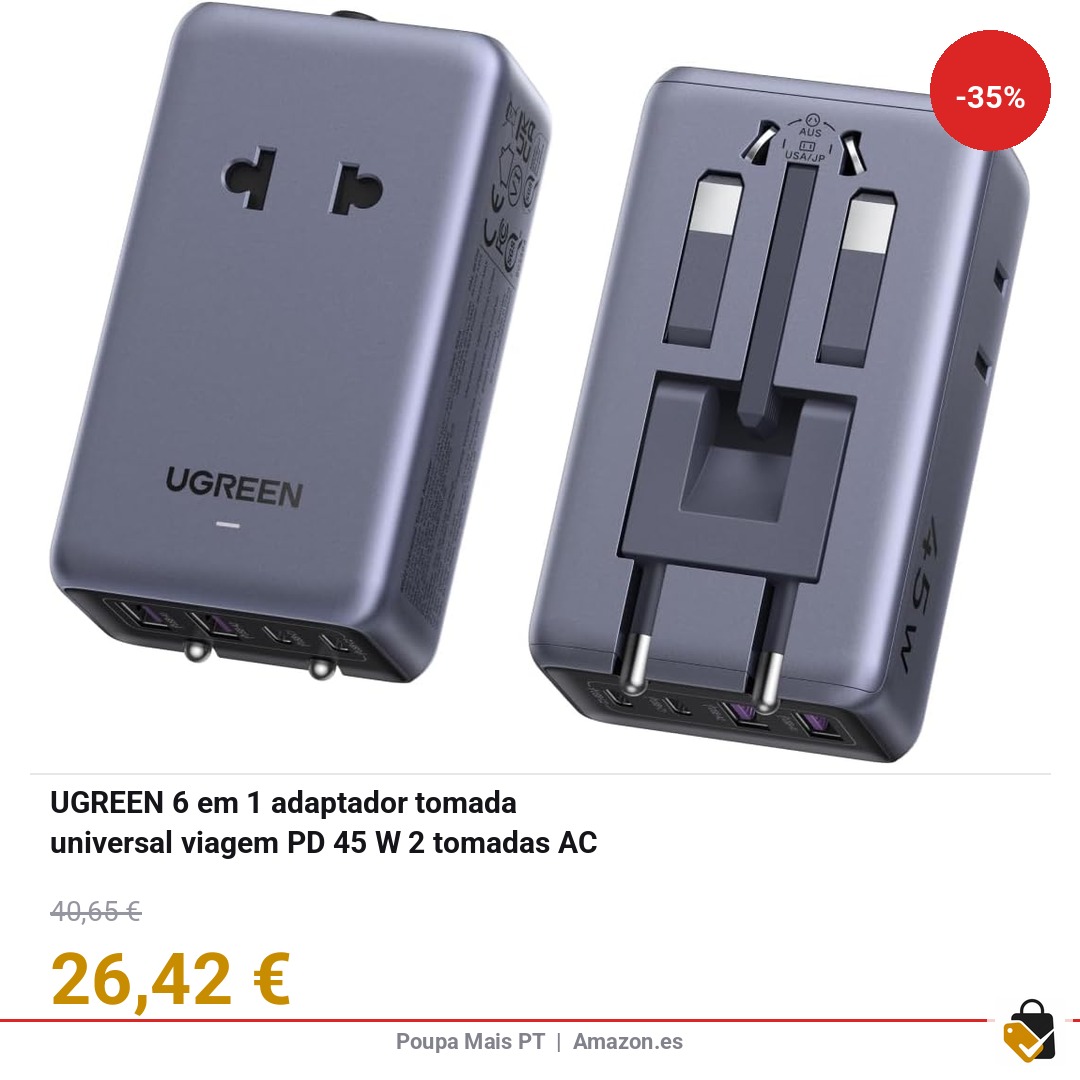 -35%
AUS
USA/JP
UGREEN
45W
UGREEN 6 em 1 adaptador tomada
universal viagem PD 45 W 2 tomadas AC
40,65 €
26,42 €
Poupa Mais PT | Amazon.es